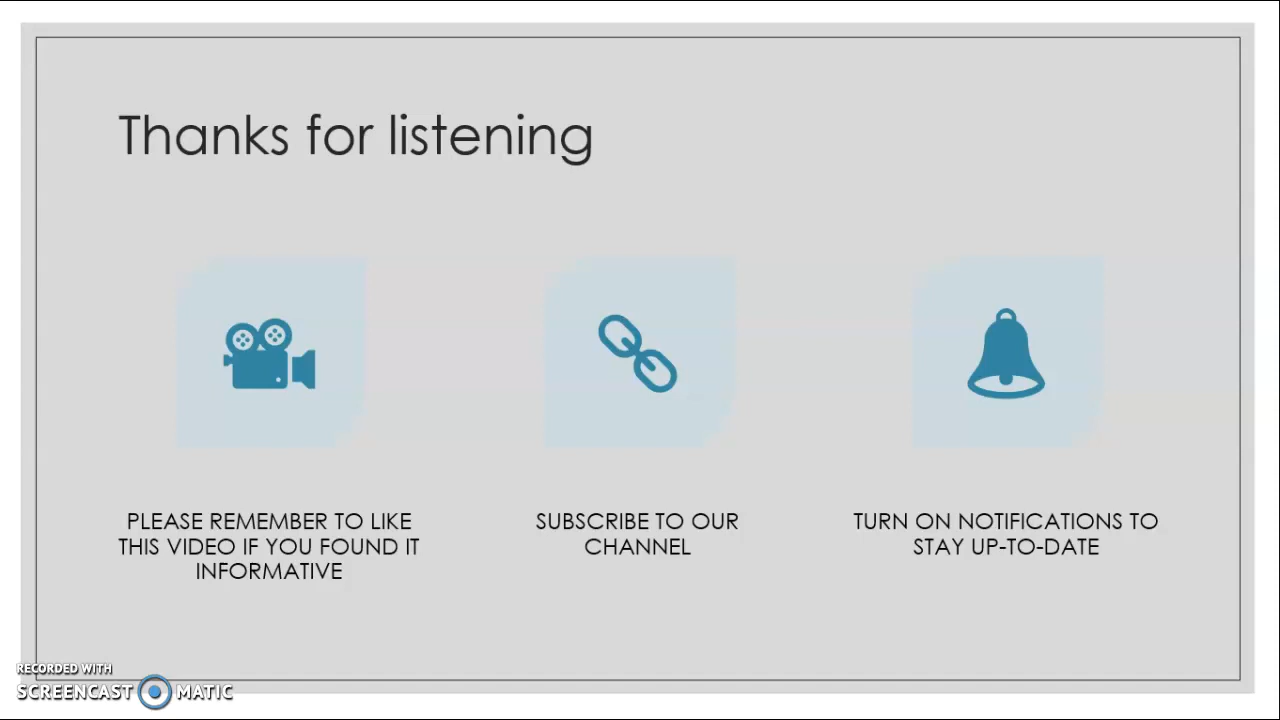 Thanks for listening
PLEASE REMEMBER TO LIKE
THIS VIDEO IF YOU FOUND IT
INFORMATIVE
SUBSCRIBE TO OUR
CHANNEL
TURN ON NOTIFICATIONS TO
STAY UP-TO-DATE
RECORDED WITH
SCREENCAST MATIC